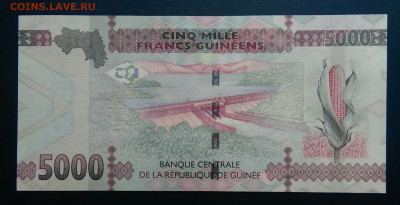 COINS.LAVE.RU
CINQ MILLE
FRANCS GUINÉENS
5000
5000
BANQUE CENTRALE
DE LA RÉPUBLIQUE DE GUINÉE